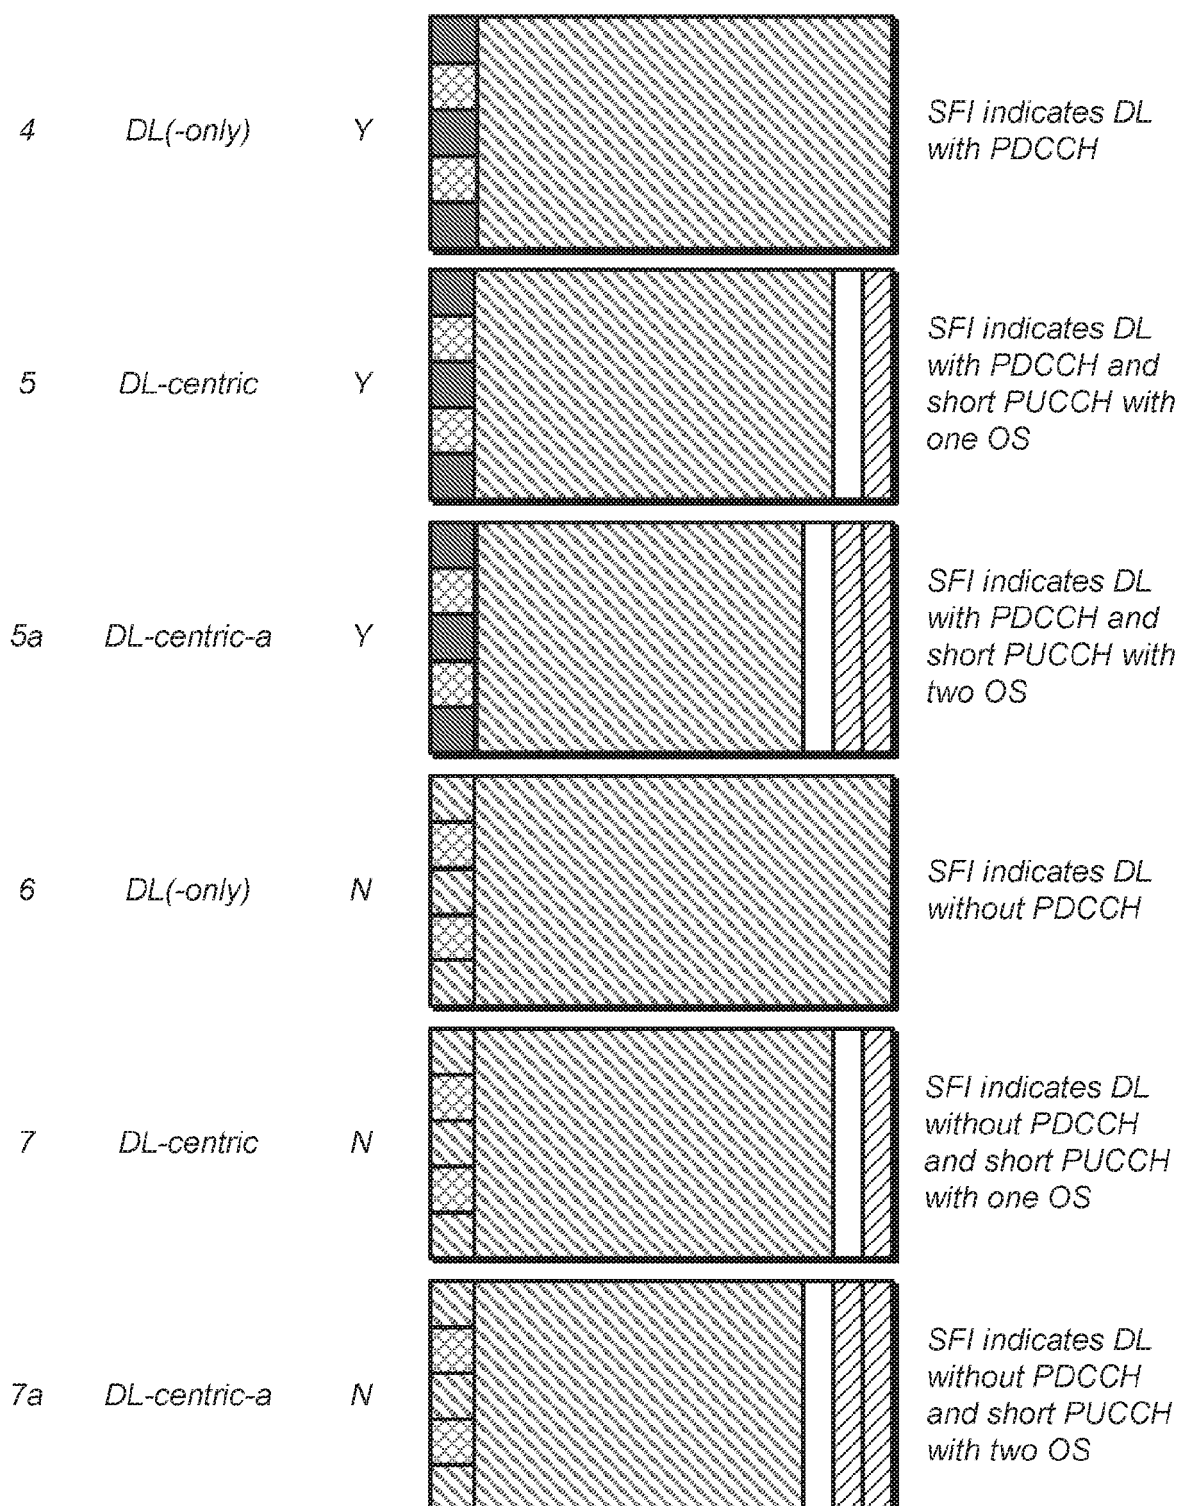 4 DL(-only) Y SFI indicates DL
with PDCCH
5 DL-centric Y SFI indicates DL
with PDCCH and
short PUCCH with
one OS
5a DL-centric-a Y SFI indicates DL
with PDCCH and
short PUCCH with
two OS
6 DL(-only) N SFI indicates DL
without PDCCH
7 DL-centric N SFI indicates DL
without PDCCH
and short PUCCH
with one OS
7a DL-centric-a N SFI indicates DL
without PDCCH
and short PUCCH
with two OS